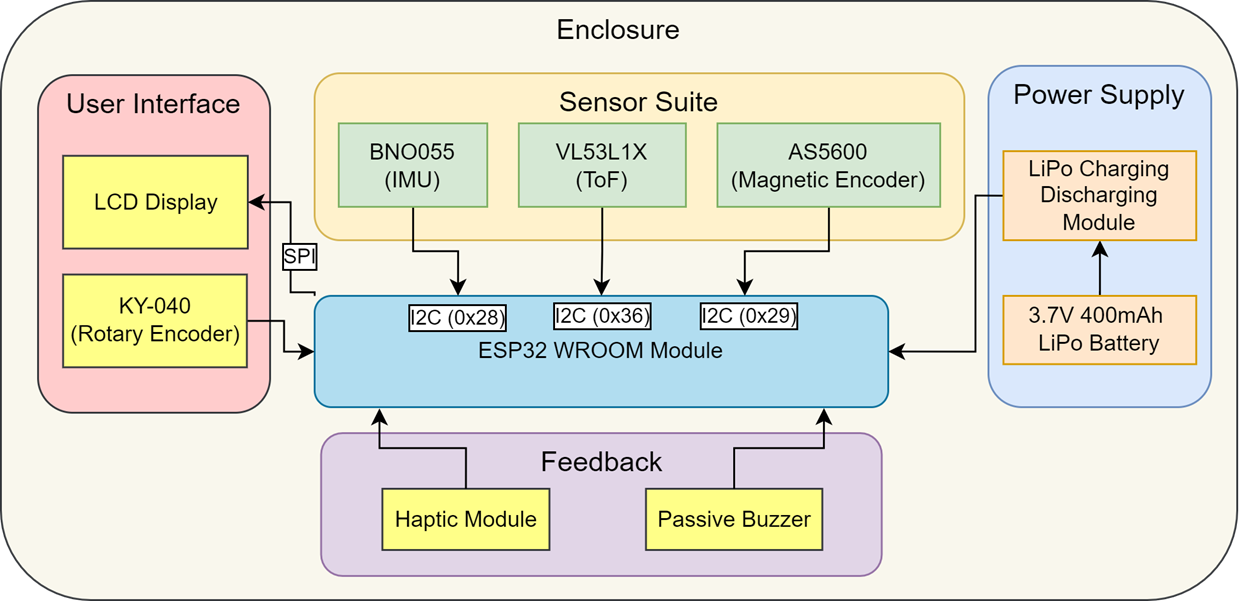 Enclosure
User Interface
LCD Display
KY-040
(Rotary Encoder)
SPI
Sensor Suite
BNO055
(IMU)
VL53L1X
(ToF)
AS5600
(Magnetic Encoder)
Power Supply
LiPo Charging
Discharging
Module
3.7V 400mAh
LiPo Battery
I2C (0x28)
I2C (0x36)
I2C (0x29)
ESP32 WROOM Module
Feedback
Haptic Module
Passive Buzzer